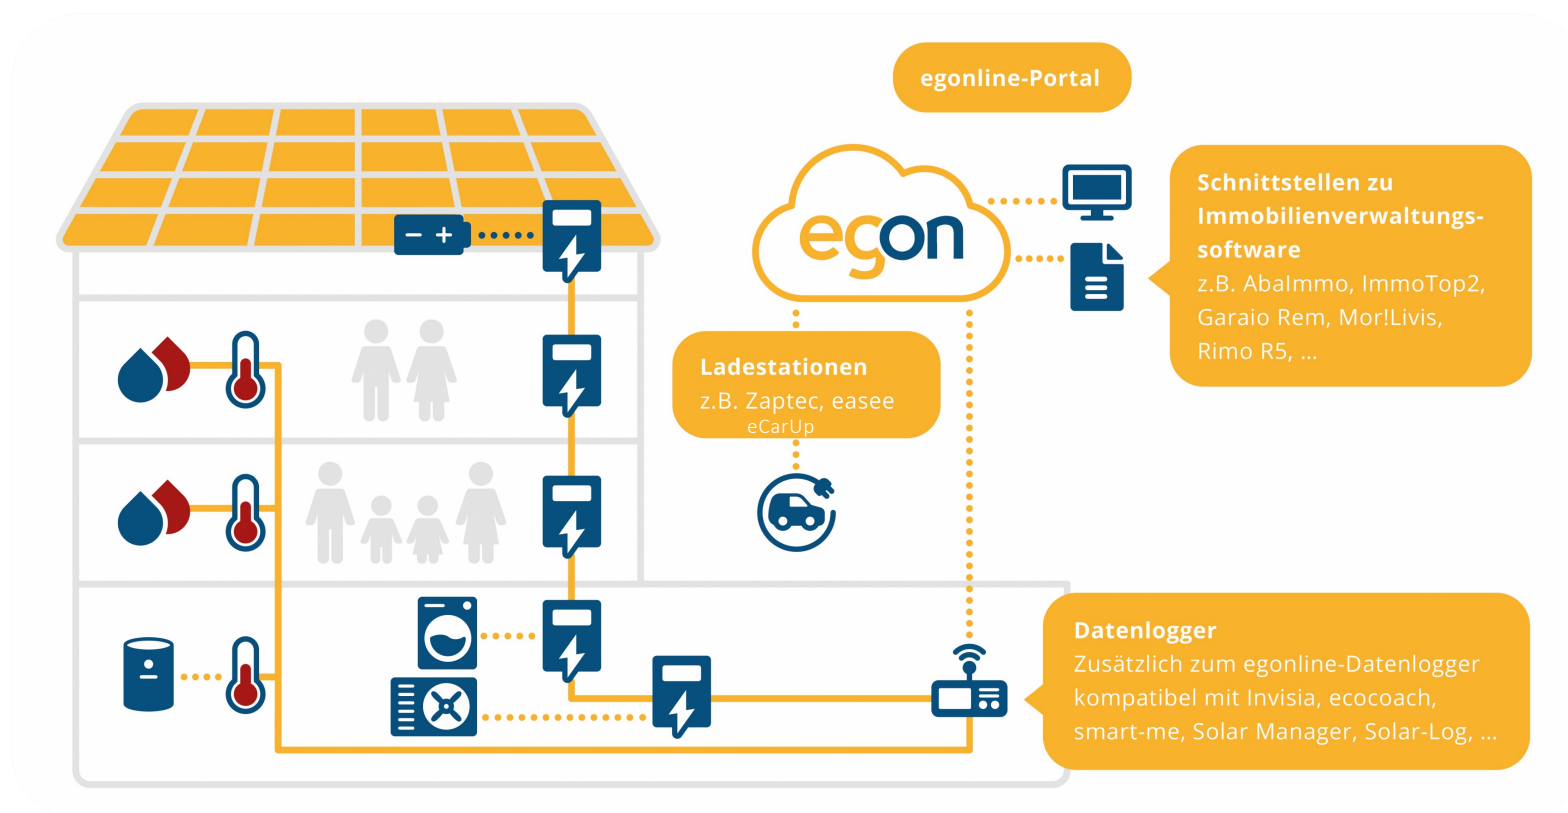 egonline-Portal
egon
Schnittstellen zu
Immobilienverwaltungs-
software
z.B. AbaImmo, ImmoTop2,
Garaio Rem, Mor!Livis,
Rimo R5, ...
Ladestationen
z.B. Zaptec, easee
eCarUp
Datenlogger
Zusätzlich zum egonline-Datenlogger
kompatibel mit Invisia, ecocoach,
smart-me, Solar Manager, Solar-Log, ...